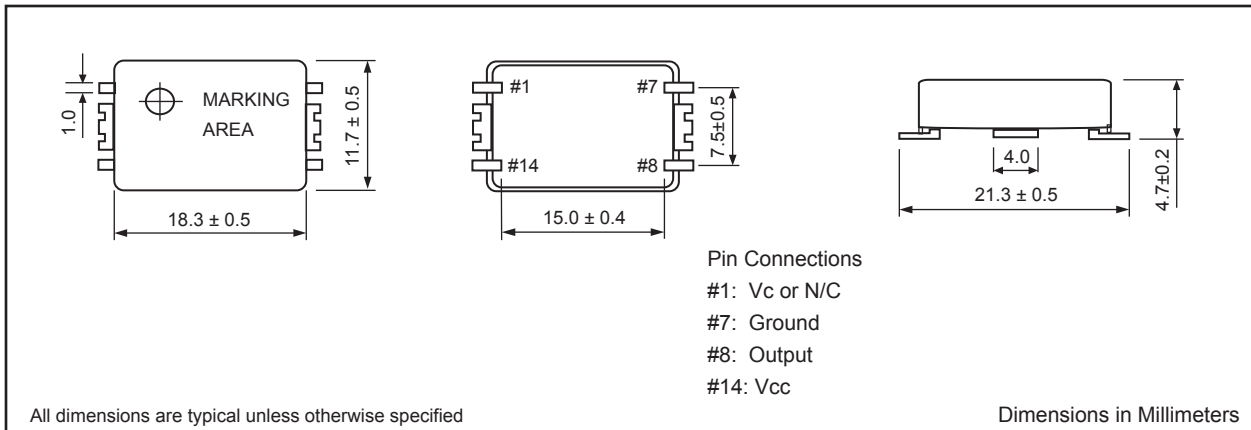 1.0
MARKING
AREA
11.7 ± 0.5
18.3 ± 0.5
#1
#7
#14
#8
7.5±0.5
15.0 ± 0.4
4.0
21.3 ± 0.5
4.7±0.2
Pin Connections
#1: Vc or N/C
#7: Ground
#8: Output
#14: Vcc
All dimensions are typical unless otherwise specified
Dimensions in Millimeters